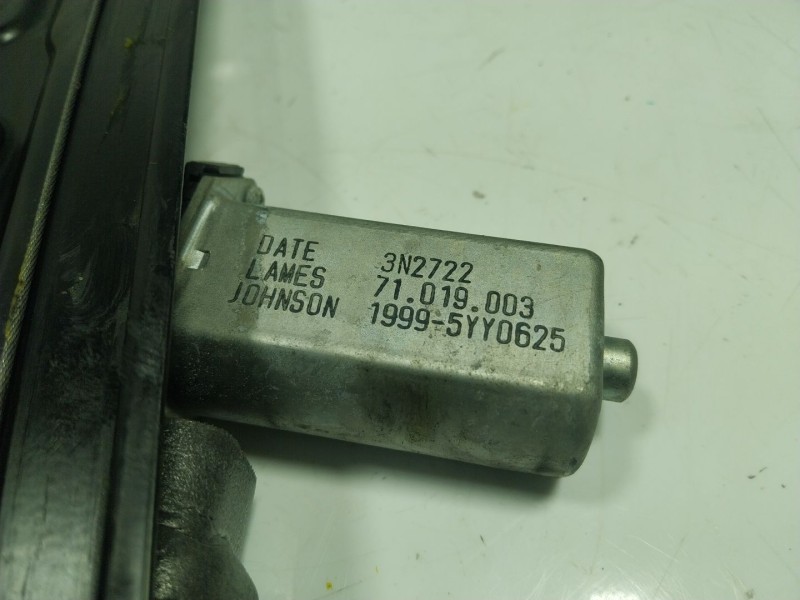 DATE 3N2722
LAMES 71.019.003
JOHNSON 1999-5YY0625